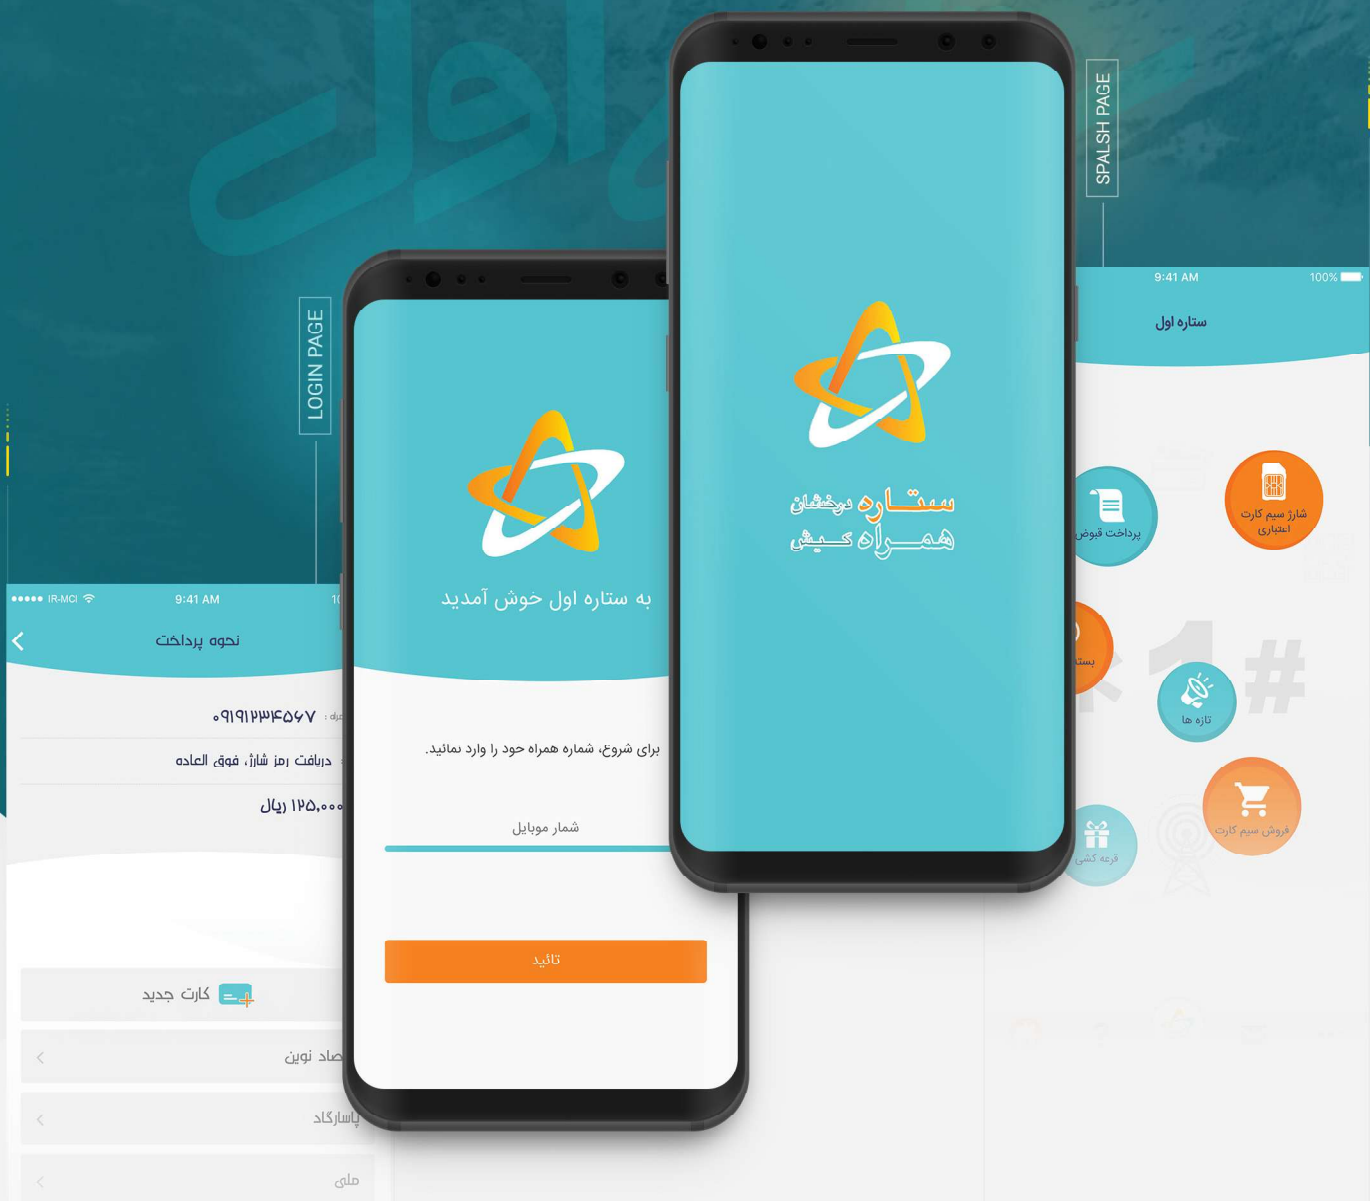 SPALSH PAGE
9:41 AM
100%
ستاره اول
شارژ سیم کارت
اعتباری
پرداخت قبوض
#
تازه ها
فروش سیم کارت
قرعه کشی
ستاره درخشان
همراه کیش
LOGIN PAGE
به ستاره اول خوش آمدید
برای شروع، شماره همراه خود را وارد نمائید.
شمار موبایل
تائید
IR-MCI
9:41 AM
نحوه پرداخت
۰۹۱۹۱۲۳۴۵۶۷
دریافت رمز شارژ، فوق العاده
۱۲۵,۰۰۰ ریال
کارت جدید
نوین
پاسارگاد
ملی